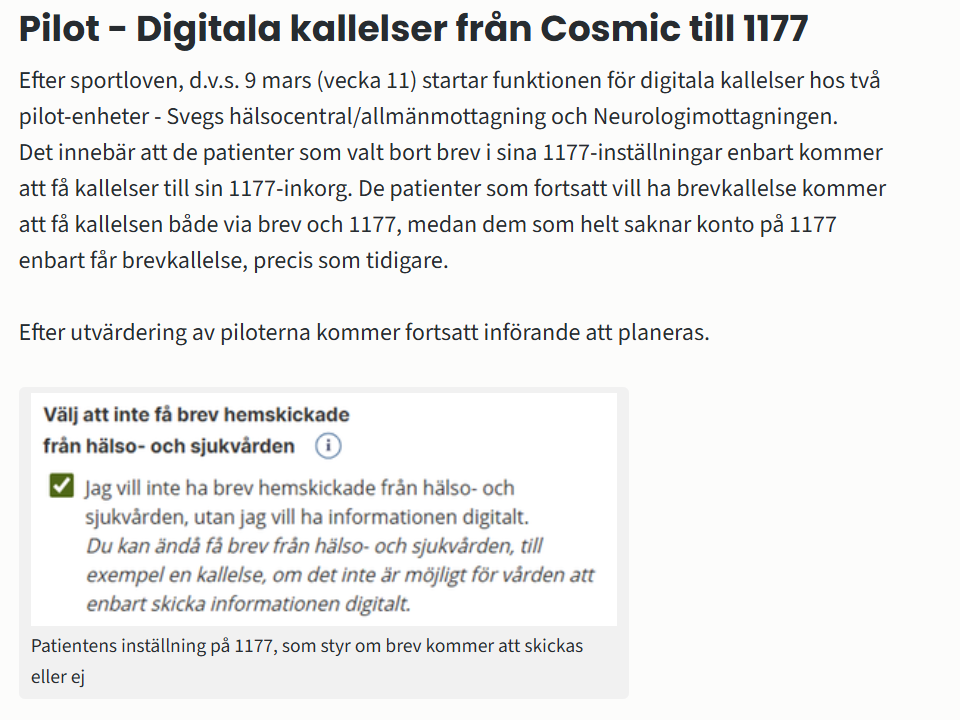 Pilot - Digitala kallelser från Cosmic till 1177
Efter sportloven, d.v.s. 9 mars (vecka 11) startar funktionen för digitala kallelser hos två
pilot-enheter - Svegs hälsocentral/allmänmottagning och Neurologimottagningen.
Det innebär att de patienter som valt bort brev i sina 1177-inställningar enbart kommer
att få kallelser till sin 1177-inkorg. De patienter som fortsatt vill ha brevkallelse kommer
att få kallelsen både via brev och 1177, medan dem som helt saknar konto på 1177
enbart får brevkallelse, precis som tidigare.
Efter utvärdering av piloterna kommer fortsatt införande att planeras.
Välj att inte få brev hemskickade
från hälso- och sjukvården i
Jag vill inte ha brev hemskickade från hälso- och
sjukvården, utan jag vill ha informationen digitalt.
Du kan ändå få brev från hälso- och sjukvården, till
exempel en kallelse, om det inte är möjligt för vården att
enbart skicka informationen digitalt.
Patientens inställning på 1177, som styr om brev kommer att skickas
eller ej